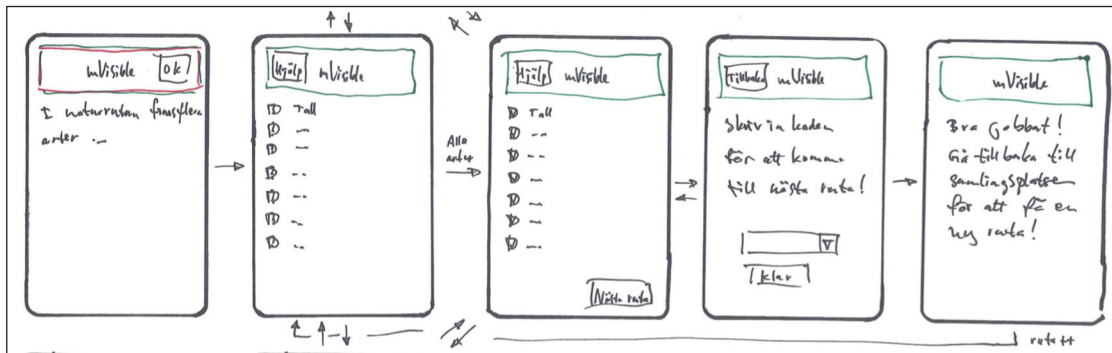 mVisible OK!
I naturrutan finns flera
arter ...
Hjälp mVisible
Tall
Alla
arter
Hjälp mVisible
Tall
Nästa ruta
Tillbaka mVisible
Skriv in koden
för att komma
till nästa ruta!
Klar
mVisible
Bra jobbat!
Gå tillbaka till
samlingsplatsen
för att få en
ny ruta!
ruta++